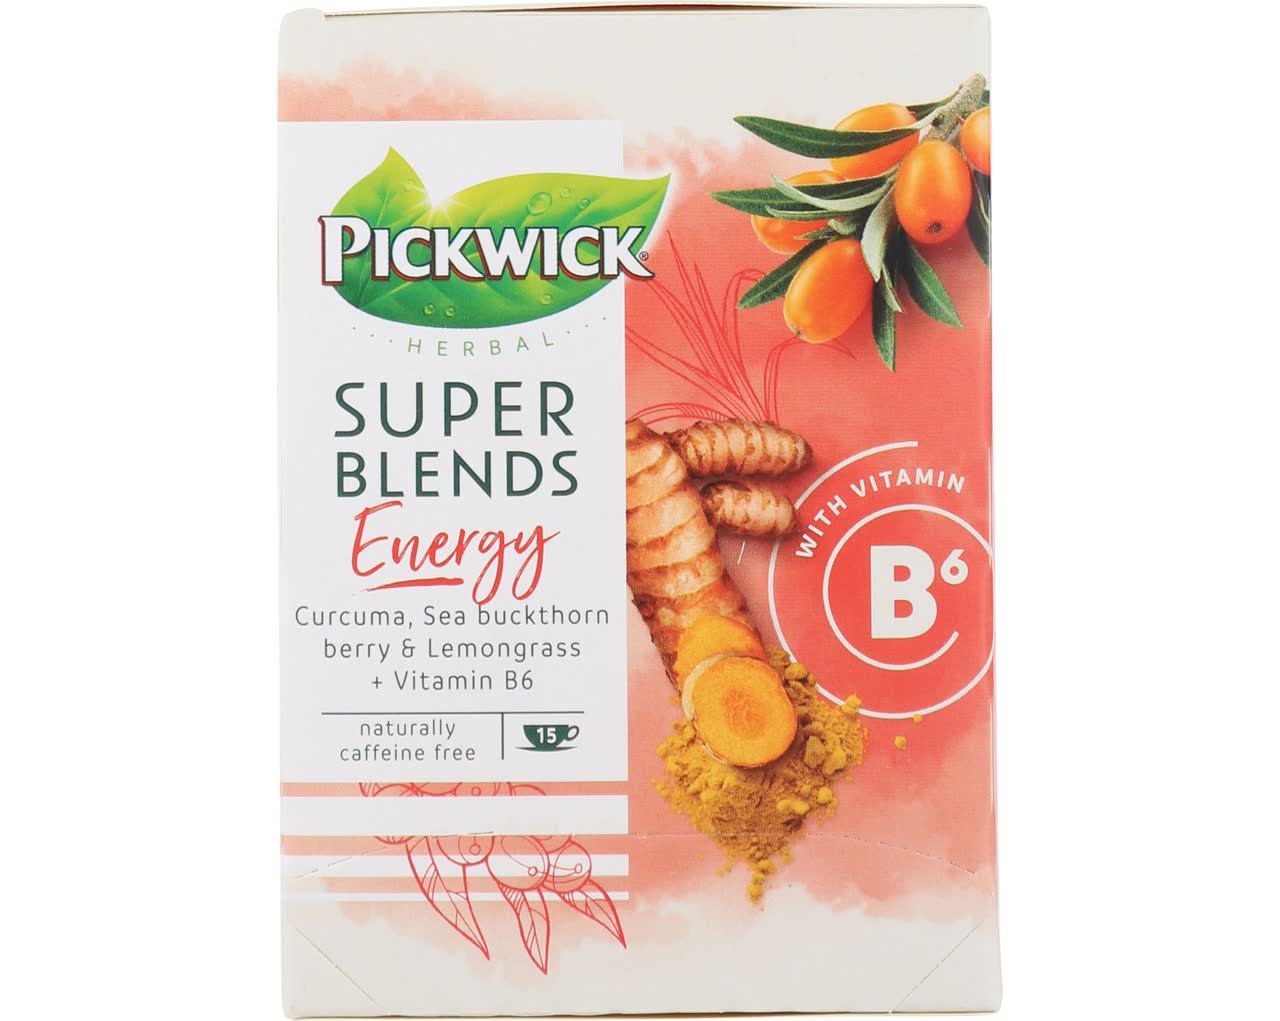 PICKWICK®
HERBAL
SUPER
BLENDS
Energy
Curcuma, Sea buckthorn
berry & Lemongrass
+ Vitamin B6
naturally
caffeine free
15
WITH VITAMIN
B6